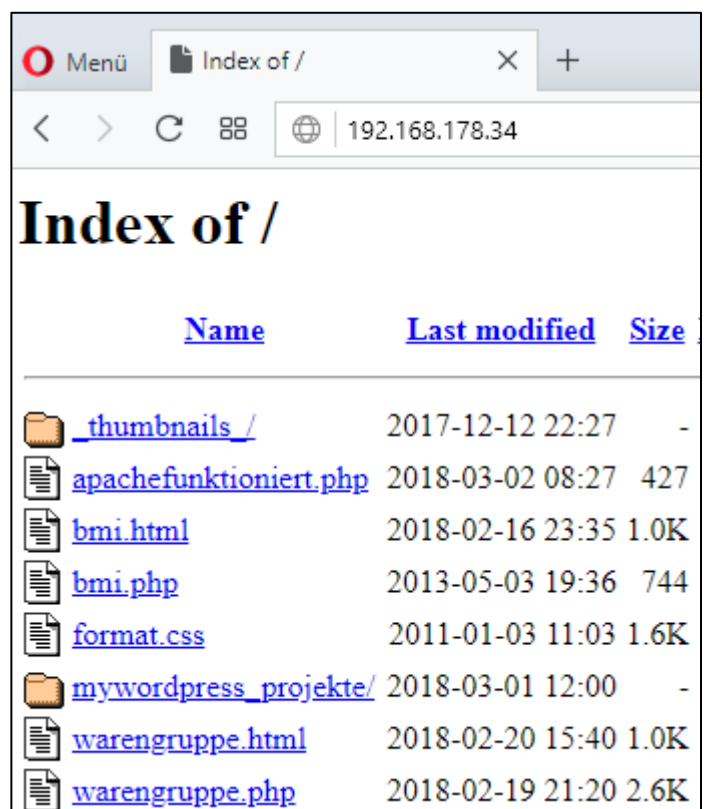 Menü Index of /
192.168.178.34
Index of /
Name Last modified Size
_thumbnails_/ 2017-12-12 22:27 -
apachefunktioniert.php 2018-03-02 08:27 427
bmi.html 2018-02-16 23:35 1.0K
bmi.php 2013-05-03 19:36 744
format.css 2011-01-03 11:03 1.6K
mywordpress_projekte/ 2018-03-01 12:00 -
warengruppe.html 2018-02-20 15:40 1.0K
warengruppe.php 2018-02-19 21:20 2.6K